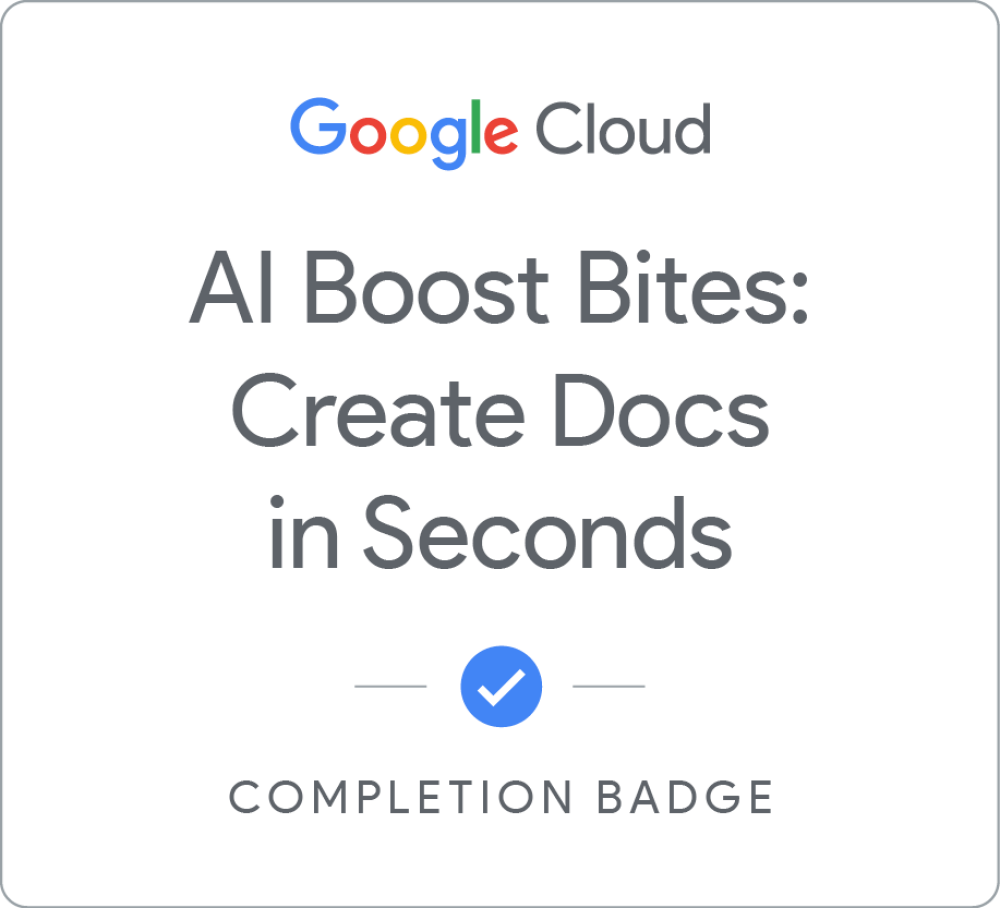 Google Cloud
AI Boost Bites:
Create Docs
in Seconds
COMPLETION BADGE